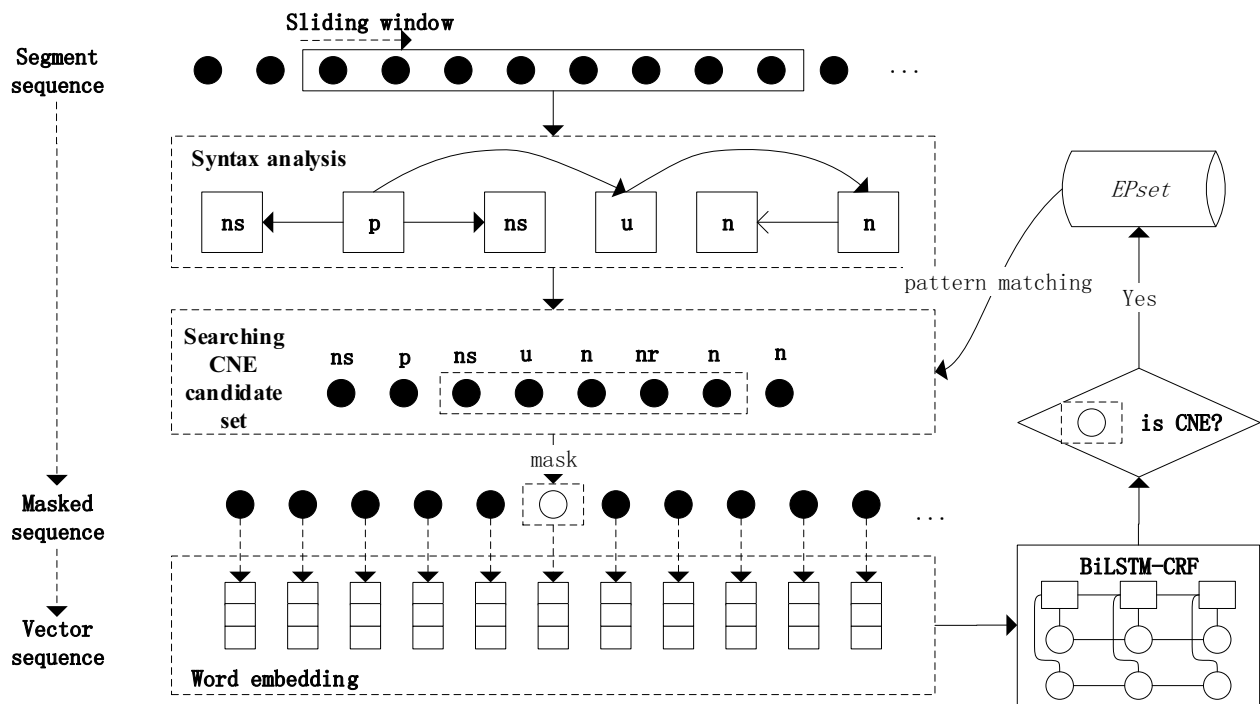 Sliding window
Segment
sequence
...
Syntax analysis
ns
p
ns
u
n
n
EPset
pattern matching
Yes
Searching
CNE
candidate
set
ns
p
ns
u
n
nr
n
n
is CNE?
mask
Masked
sequence
...
BiLSTM-CRF
Vector
sequence
Word embedding